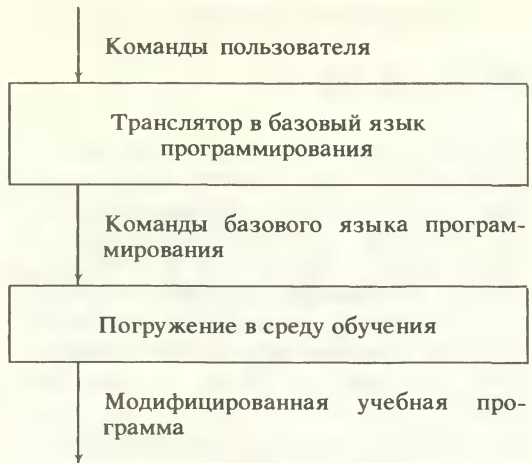 Команды пользователя
Транслятор в базовый язык
программирования
Команды базового языка програм-
мирования
Погружение в среду обучения
Модифицированная учебная про-
грамма